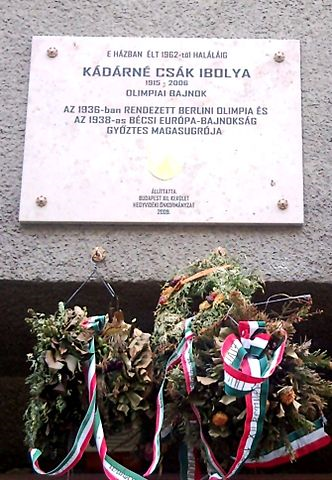 E HÁZBAN ÉLT 1962-től HALÁLÁIG
KÁDÁRNÉ CSÁK IBOLYA
1915 - 2006
OLIMPIAI BAJNOK
AZ 1936-ban RENDEZETT BERLINI OLIMPIA ÉS
AZ 1938-as BÉCSI EURÓPA-BAJNOKSÁG
GYŐZTES MAGASUGRÓJA
ÁLLÍTTATTA
BUDAPEST XII. KERÜLET
HEGYVIDÉKI ÖNKORMÁNYZAT
2009.